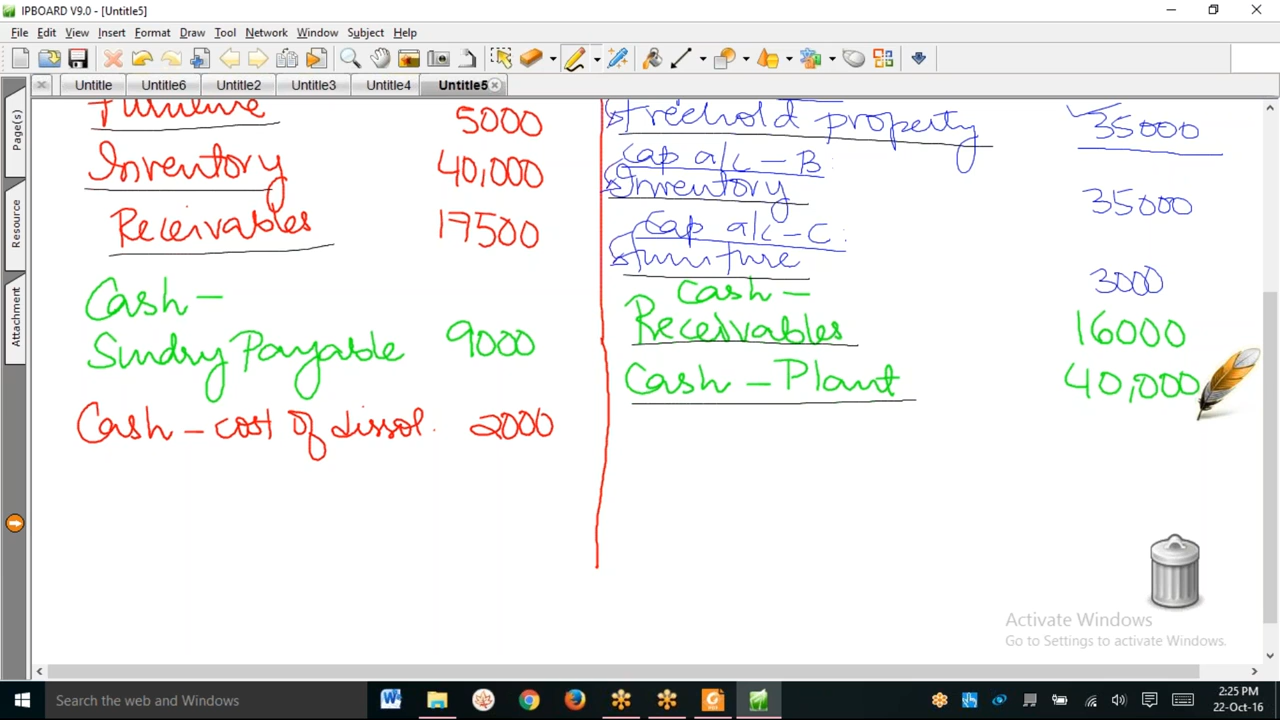 IPBOARD V9.0 - [Untitle5]
File Edit View Insert Format Draw Tool Network Window Subject Help
Untitle Untitle6 Untitle2 Untitle3 Untitle4 Untitle5
Page(s)
Resource
Attachment
Furniture 5000
Inventory 40,000
Receivables 17500
Cash –
Sundry Payable 9000
Cash – cost of dissol. 2000
Freehold property 35000
Cap a/c – B:
Inventory 35000
Cap a/c – C:
Furniture 3000
Cash –
Receivables 16000
Cash – Plant 40,000
Activate Windows
Go to Settings to activate Windows.
Search the web and Windows
2:25 PM
22-Oct-16